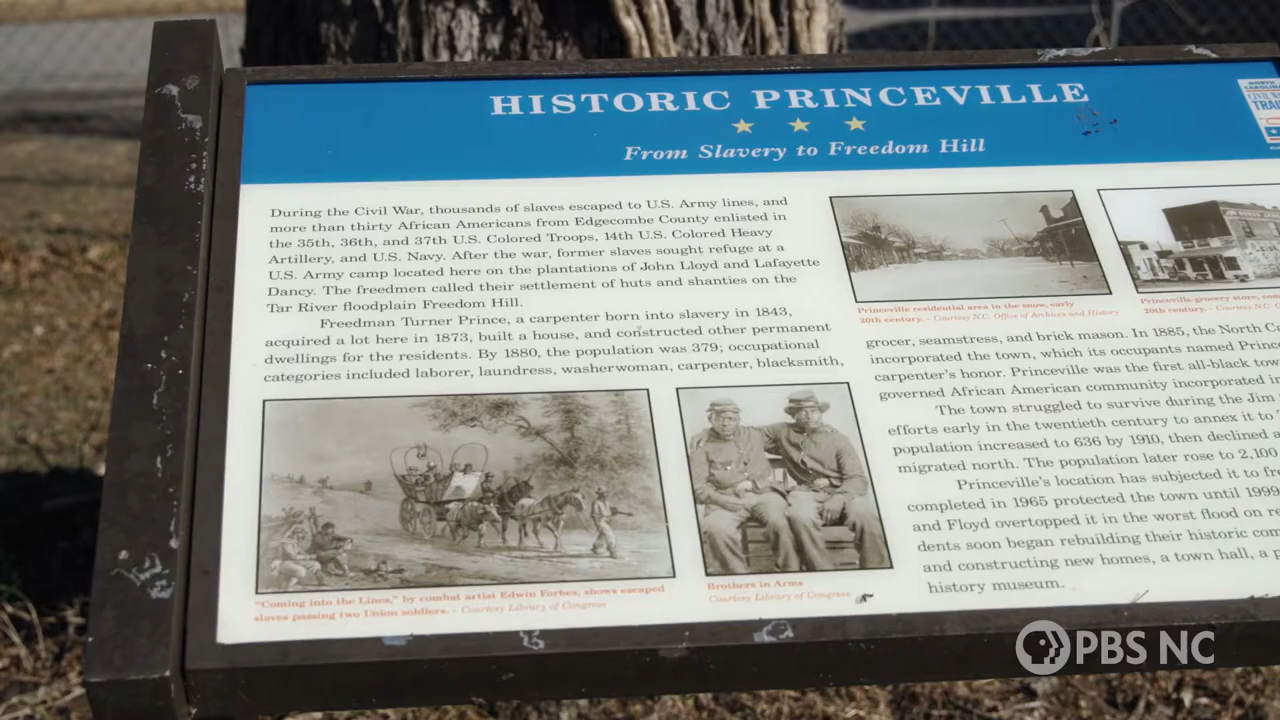 HISTORIC PRINCEVILLE
From Slavery to Freedom Hill
NORTH
CAROLINA
CIVIL
TRAI
During the Civil War, thousands of slaves escaped to U.S. Army lines, and
more than thirty African Americans from Edgecombe County enlisted in
the 35th, 36th, and 37th U.S. Colored Troops, 14th U.S. Colored Heavy
Artillery, and U.S. Navy. After the war, former slaves sought refuge at a
U.S. Army camp located here on the plantations of John Lloyd and Lafayette
Dancy. The freedmen called their settlement of huts and shanties on the
Tar River floodplain Freedom Hill.
Freedman Turner Prince, a carpenter born into slavery in 1843,
acquired a lot here in 1873, built a house, and constructed other permanent
dwellings for the residents. By 1880, the population was 379; occupational
categories included laborer, laundress, washerwoman, carpenter, blacksmith,
"Coming into the Lines," by combat artist Edwin Forbes, shows escaped
slaves passing two Union soldiers. – Courtesy Library of Congress
Brothers in Arms
Courtesy Library of Congress
Princeville residential area in the snow, early
20th century. – Courtesy N.C. Office of Archives and History
Princeville grocery store,
20th century. – Courtesy N.C.
grocer, seamstress, and brick mason. In 1885, the North Ca
incorporated the town, which its occupants named Prince
carpenter's honor. Princeville was the first all-black tow
governed African American community incorporated in
The town struggled to survive during the Jim
efforts early in the twentieth century to annex it to
population increased to 636 by 1910, then declined a
migrated north. The population later rose to 2,100
Princeville's location has subjected it to fre
completed in 1965 protected the town until 1999
and Floyd overtopped it in the worst flood on re
dents soon began rebuilding their historic com
and constructing new homes, a town hall, a
history museum.
PBS NC